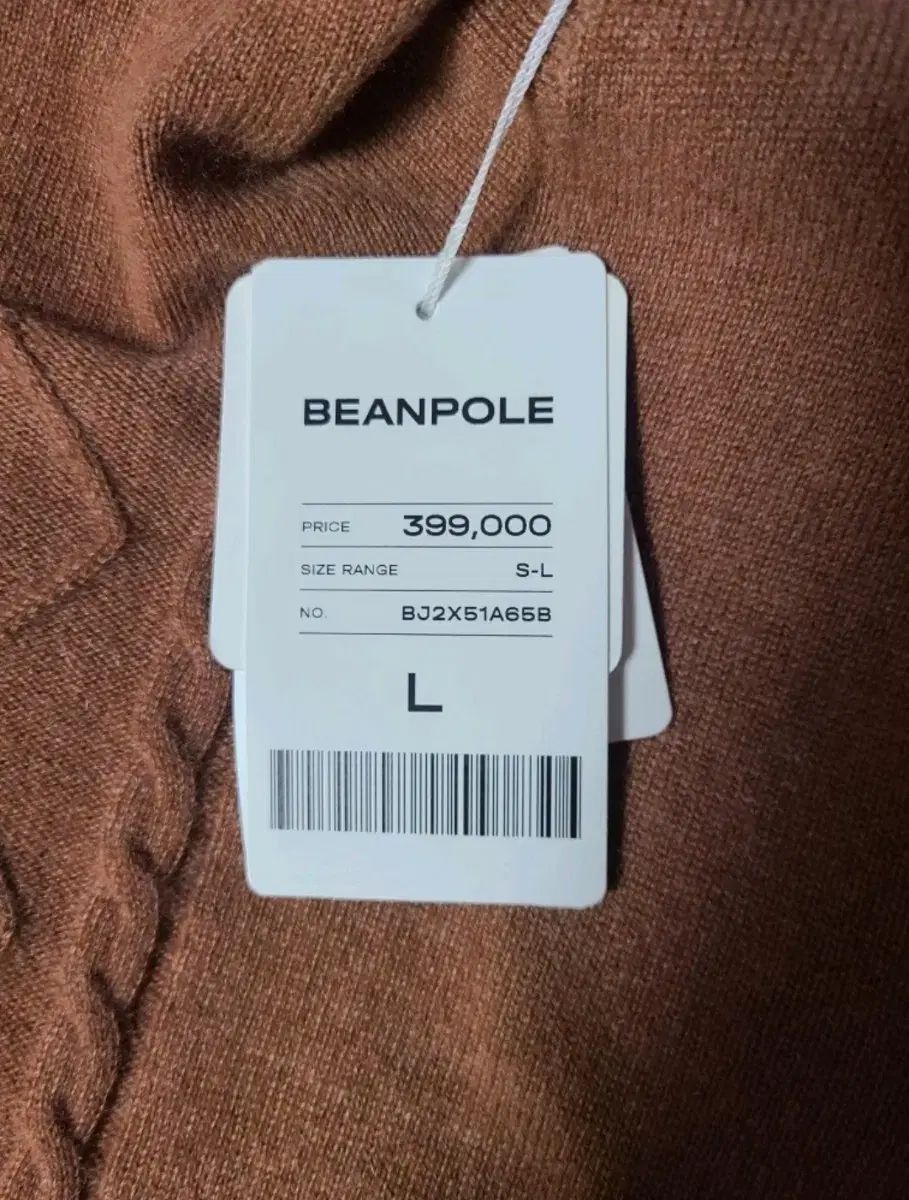 BEANPOLE
PRICE 399,000
SIZE RANGE S-L
NO. BJ2X51A65B
L